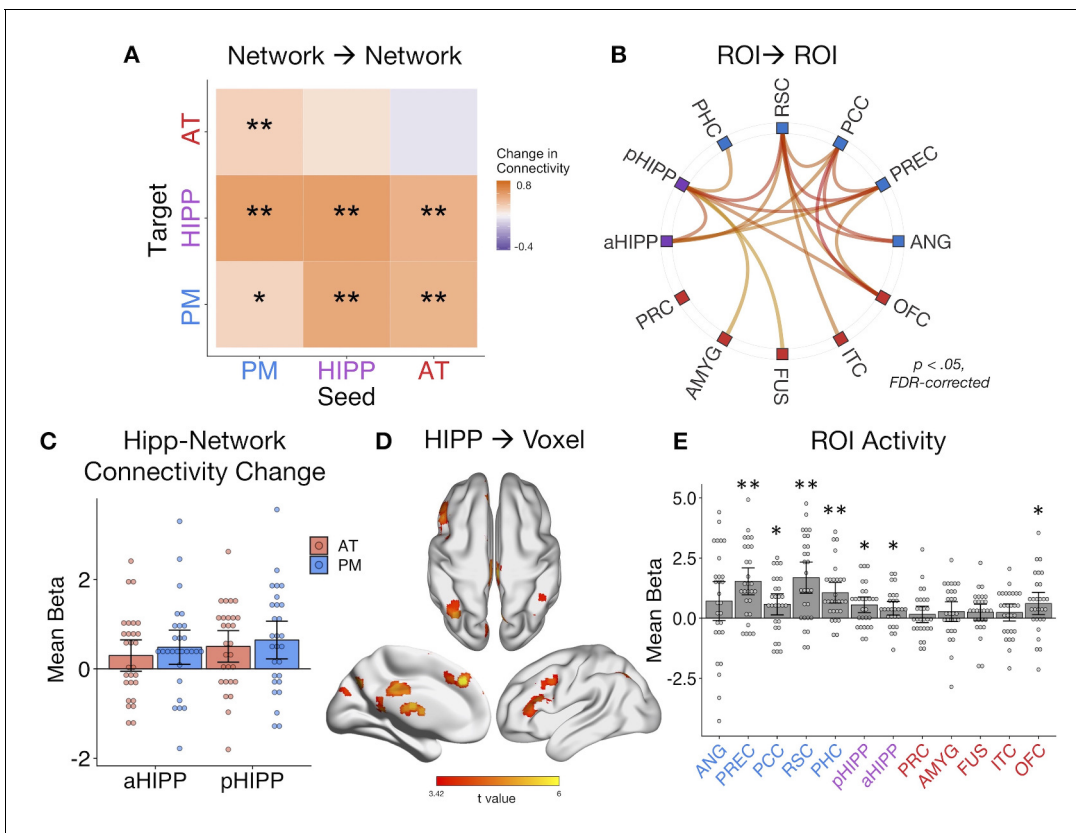 A
Network → Network
Target
AT
HIPP
PM
**
** ** **
* ** **
PM HIPP AT
Seed
Change in
Connectivity
0.8
-0.4
B
ROI→ ROI
RSC
PCC
PREC
ANG
OFC
ITC
FUS
AMYG
PRC
aHIPP
pHIPP
PHC
p < .05,
FDR-corrected
C
Hipp-Network
Connectivity Change
Mean Beta
2
0
-2
AT
PM
aHIPP pHIPP
D
HIPP → Voxel
3.42 6
t value
E
ROI Activity
Mean Beta
5.0
2.5
0.0
-2.5
** * ** ** * * *
ANG PREC PCC RSC PHC pHIPP aHIPP PRC AMYG FUS ITC OFC